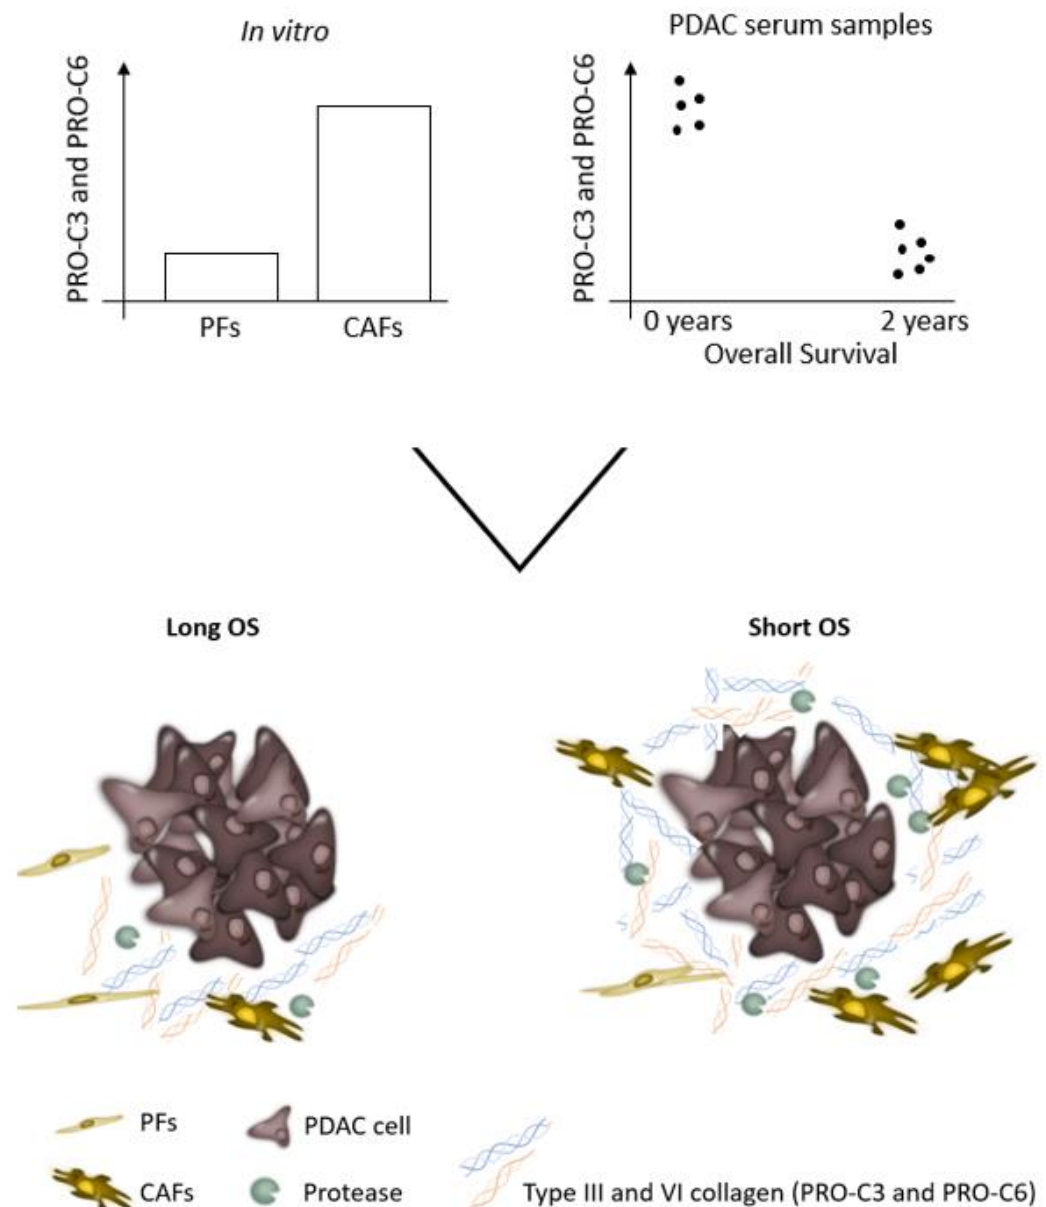 In vitro
PRO-C3 and PRO-C6
PFs
CAFs
PDAC serum samples
PRO-C3 and PRO-C6
0 years
2 years
Overall Survival
Long OS
Short OS
PFs
PDAC cell
CAFs
Protease
Type III and VI collagen (PRO-C3 and PRO-C6)